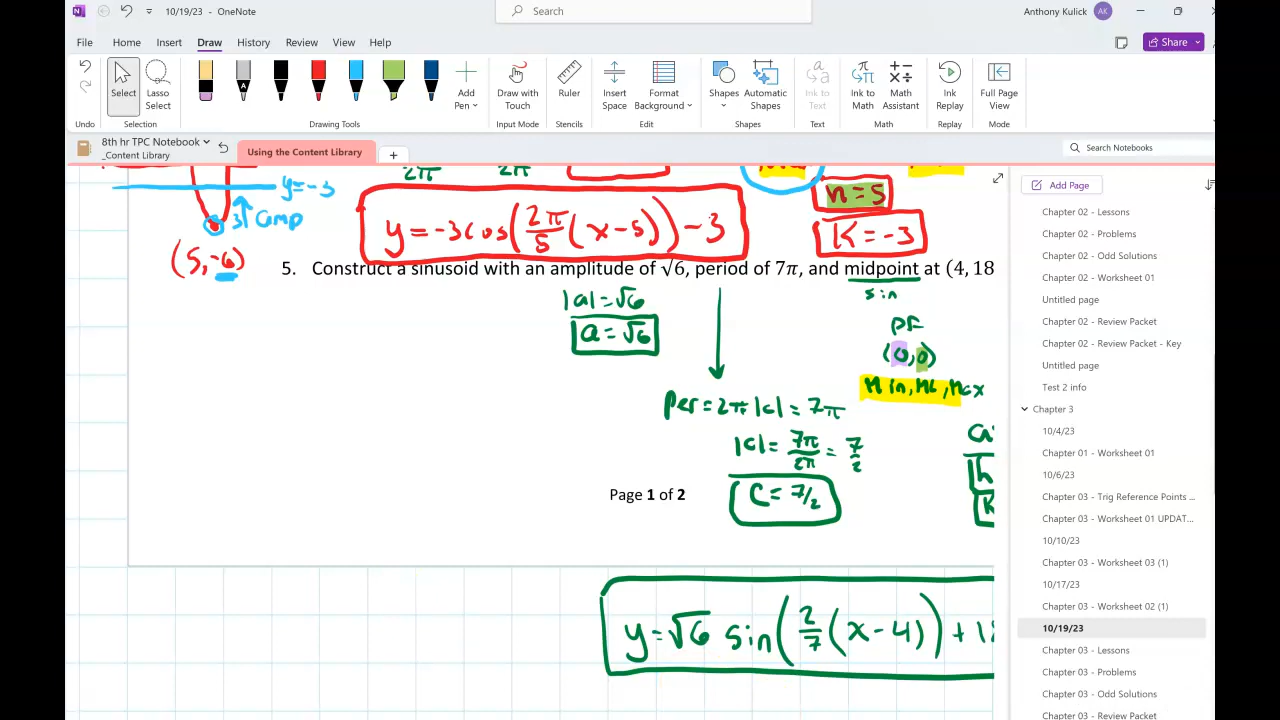 10/19/23 - OneNote
Search
Anthony Kulick AK
File Home Insert Draw History Review View Help
Share
Undo
Select
Lasso Select
Selection
Add Pen
Drawing Tools
Draw with Touch
Input Mode
Ruler
Stencils
Insert Space
Format Background
Edit
Shapes
Automatic Shapes
Shapes
Ink to Text
Text
Ink to Math
Math Assistant
Math
Ink Replay
Replay
Full Page View
Mode
8th hr TPC Notebook
_Content Library
Using the Content Library
Search Notebooks
2π 2π
y=-3
3↑ amp
(5,-6)
y = -3cos(2π/5(x-5)) - 3
h = 5
K = -3
5. Construct a sinusoid with an amplitude of √6, period of 7π, and midpoint at (4, 18
sin
|a| = √6
a = √6
PF
(0,0)
Min, Mid, Max
Per = 2π|c| = 7π
|c| = 7π/2π = 7/2
C = 7/2
Page 1 of 2
y = √6 sin(2/7(x-4)) + 18
Add Page
Chapter 02 - Lessons
Chapter 02 - Problems
Chapter 02 - Odd Solutions
Chapter 02 - Worksheet 01
Untitled page
Chapter 02 - Review Packet
Chapter 02 - Review Packet - Key
Untitled page
Test 2 info
Chapter 3
10/4/23
Chapter 01 - Worksheet 01
10/6/23
Chapter 03 - Trig Reference Points ...
Chapter 03 - Worksheet 01 UPDAT...
10/10/23
Chapter 03 - Worksheet 03 (1)
10/17/23
Chapter 03 - Worksheet 02 (1)
10/19/23
Chapter 03 - Lessons
Chapter 03 - Problems
Chapter 03 - Odd Solutions
Chapter 03 - Review Packet